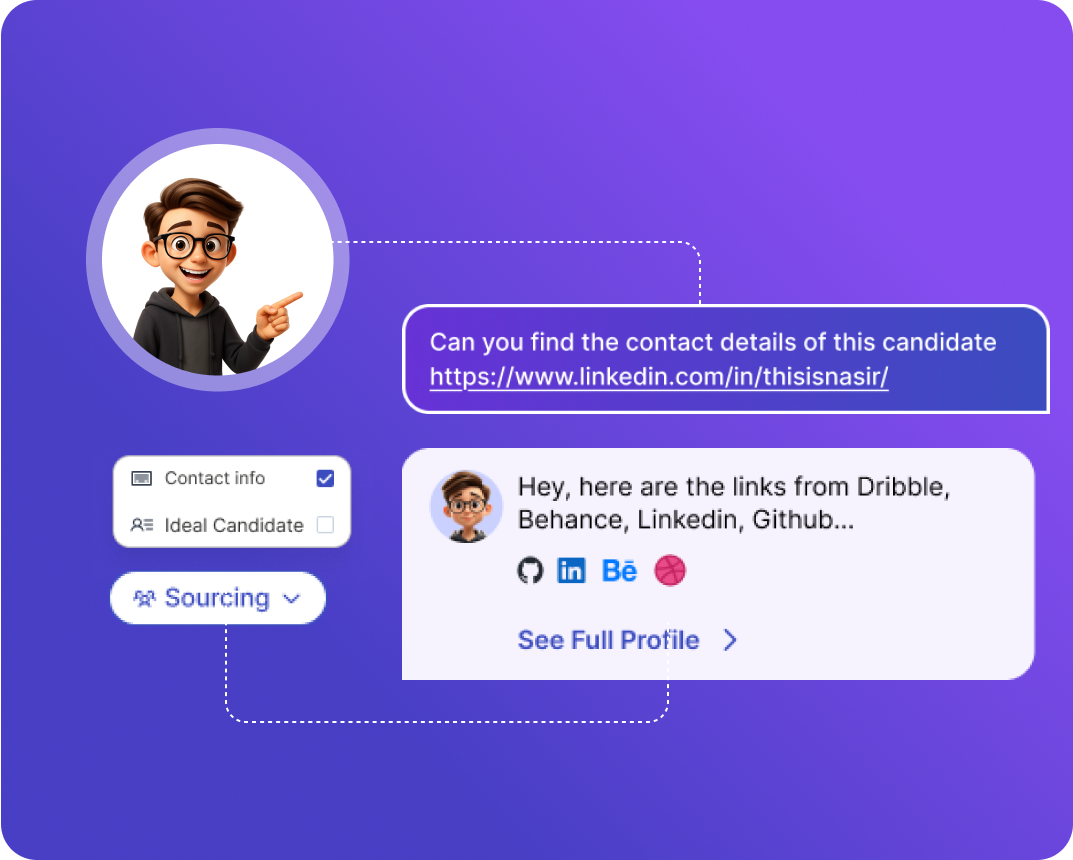 Can you find the contact details of this candidate
https://www.linkedin.com/in/thisisnasir/
Contact info
Ideal Candidate
Sourcing
Hey, here are the links from Dribble,
Behance, Linkedin, Github...
in Bē
See Full Profile